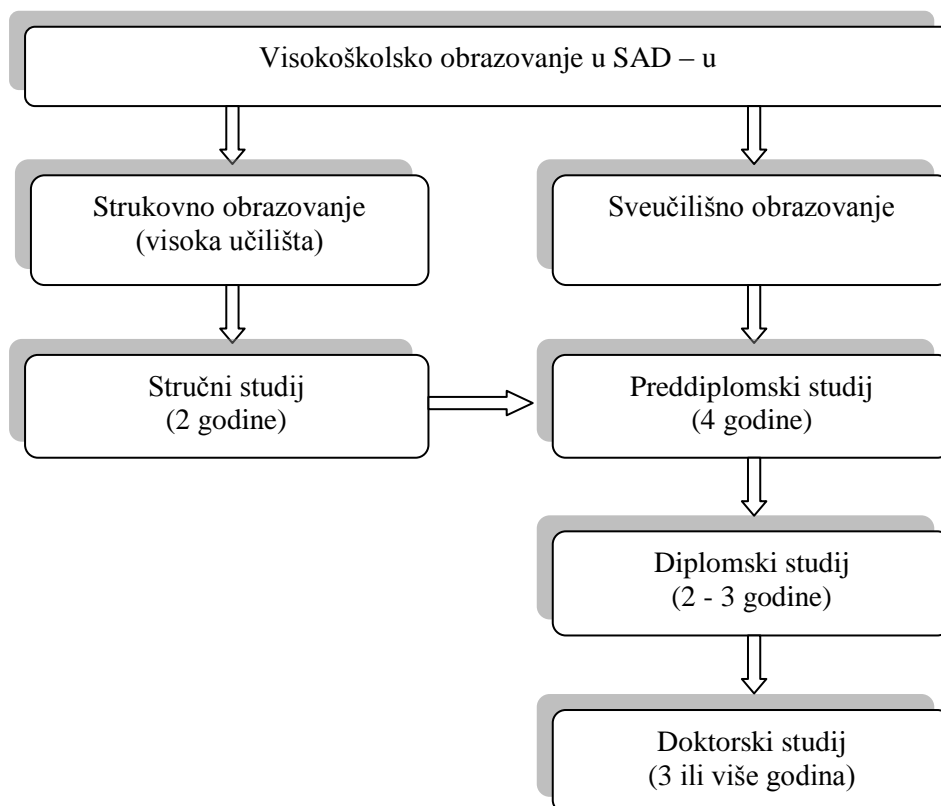 Visokoškolsko obrazovanje u SAD – u
Strukovno obrazovanje
(visoka učilišta)
Sveučilišno obrazovanje
Stručni studij
(2 godine)
Preddiplomski studij
(4 godine)
Diplomski studij
(2 - 3 godine)
Doktorski studij
(3 ili više godina)